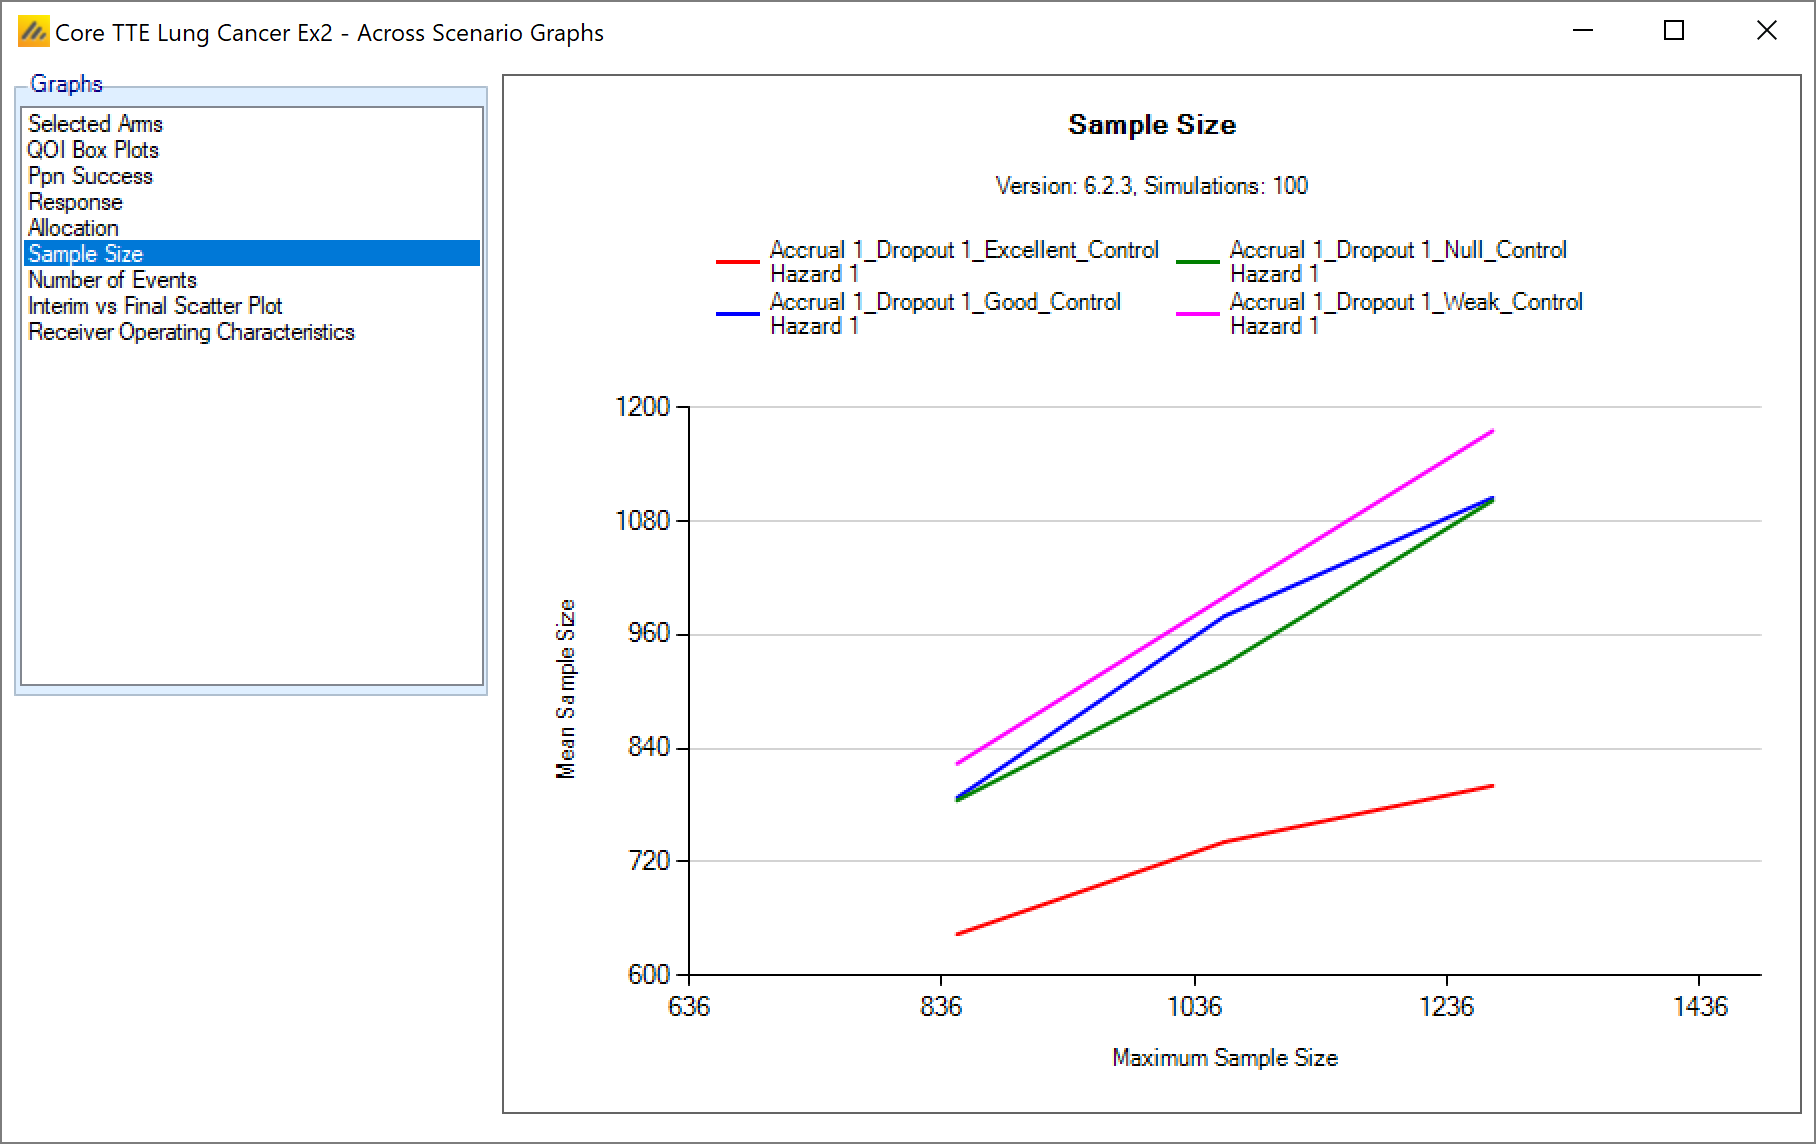 Core TTE Lung Cancer Ex2 - Across Scenario Graphs
Graphs
Selected Arms
QOI Box Plots
Ppn Success
Response
Allocation
Sample Size
Number of Events
Interim vs Final Scatter Plot
Receiver Operating Characteristics
Sample Size
Version: 6.2.3, Simulations: 100
Accrual 1_Dropout 1_Excellent_Control
Hazard 1
Accrual 1_Dropout 1_Null_Control
Hazard 1
Accrual 1_Dropout 1_Good_Control
Hazard 1
Accrual 1_Dropout 1_Weak_Control
Hazard 1
1200
1080
960
840
720
600
Mean Sample Size
636
836
1036
1236
1436
Maximum Sample Size